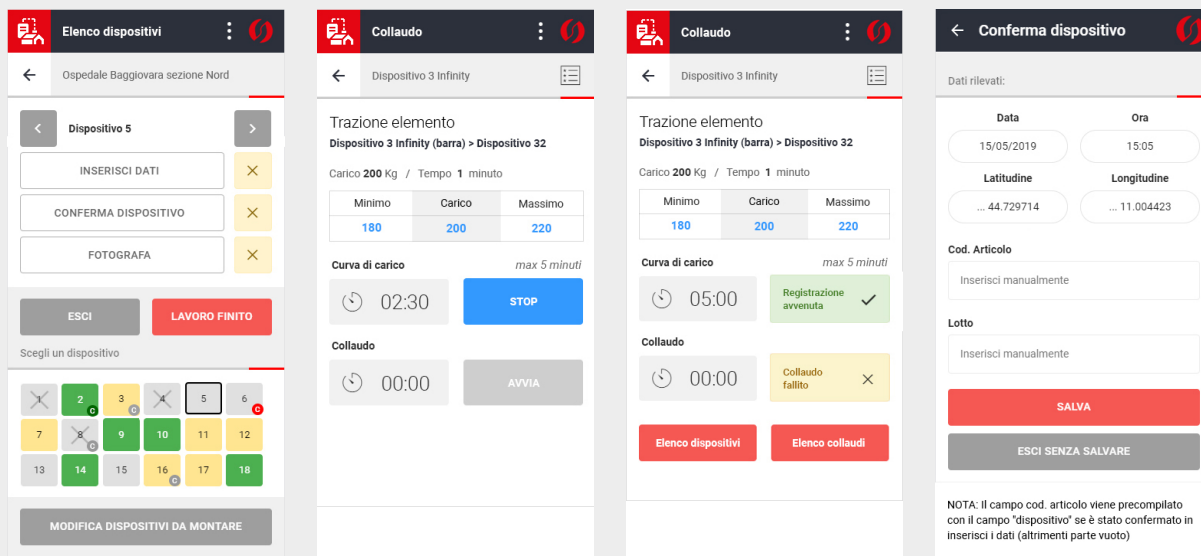 Elenco dispositivi
Ospedale Baggiovara sezione Nord
Dispositivo 5
INSERISCI DATI
CONFERMA DISPOSITIVO
FOTOGRAFA
ESCI LAVORO FINITO
Scegli un dispositivo
1 2 C 3 C 4 5 6 C
7 8 C 9 10 11 12
13 14 15 16 C 17 18
MODIFICA DISPOSITIVI DA MONTARE
Collaudo
Dispositivo 3 Infinity
Trazione elemento
Dispositivo 3 Infinity (barra) > Dispositivo 32
Carico 200 Kg / Tempo 1 minuto
Minimo Carico Massimo
180 200 220
Curva di carico max 5 minuti
02:30 STOP
Collaudo
00:00 AVVIA
Collaudo
Dispositivo 3 Infinity
Trazione elemento
Dispositivo 3 Infinity (barra) > Dispositivo 32
Carico 200 Kg / Tempo 1 minuto
Minimo Carico Massimo
180 200 220
Curva di carico max 5 minuti
05:00 Registrazione
avvenuta
Collaudo
00:00 Collaudo
fallito
Elenco dispositivi Elenco collaudi
Conferma dispositivo
Dati rilevati:
Data Ora
15/05/2019 15:05
Latitudine Longitudine
... 44.729714 ... 11.004423
Cod. Articolo
Inserisci manualmente
Lotto
Inserisci manualmente
SALVA
ESCI SENZA SALVARE
NOTA: Il campo cod. articolo viene precompilato
con il campo "dispositivo" se è stato confermato in
inserisci i dati (altrimenti parte vuoto)